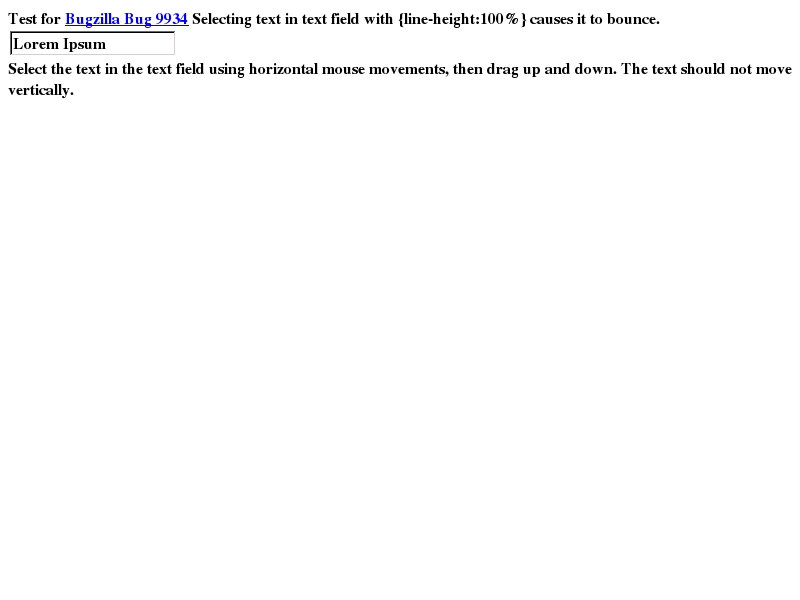 Test for Bugzilla Bug 9934 Selecting text in text field with {line-height:100%} causes it to bounce.
Lorem Ipsum
Select the text in the text field using horizontal mouse movements, then drag up and down. The text should not move
vertically.